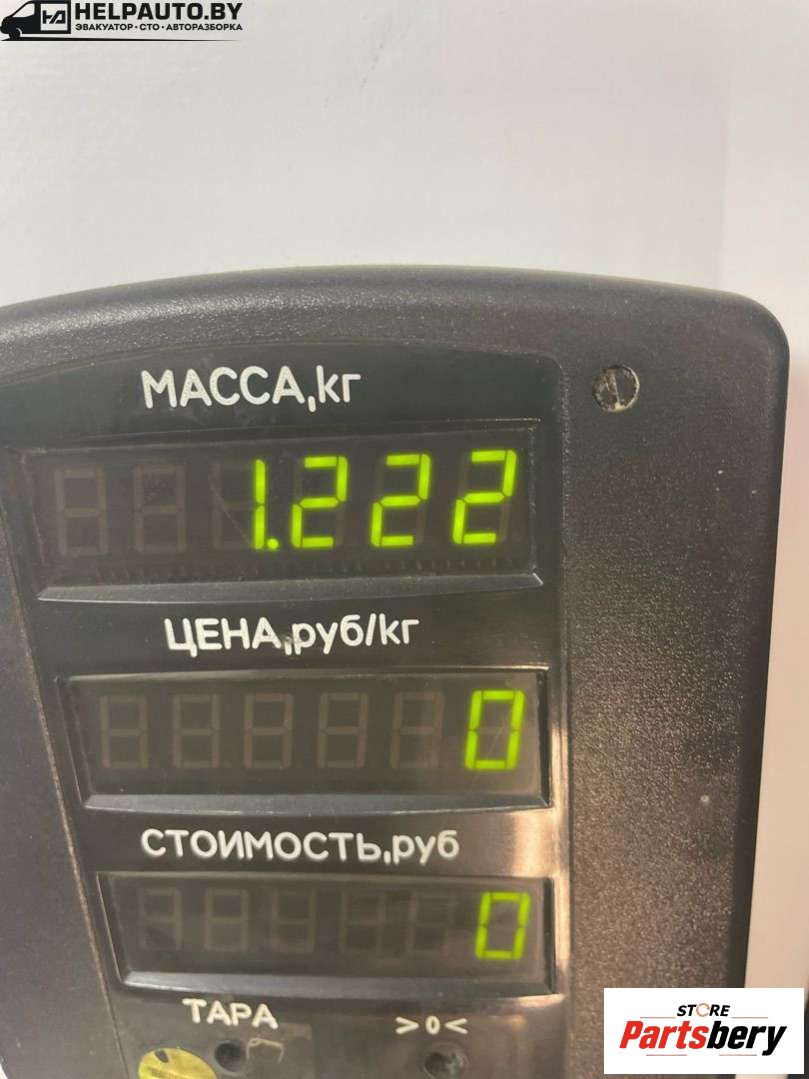 HELPAUTO.BY
ЭВАКУАТОР•СТО•АВТОРАЗБОРКА
МАССА,кг
1.222
ЦЕНА,руб/кг
0
СТОИМОСТЬ,руб
0
ТАРА >0<
STORE
Partsbery